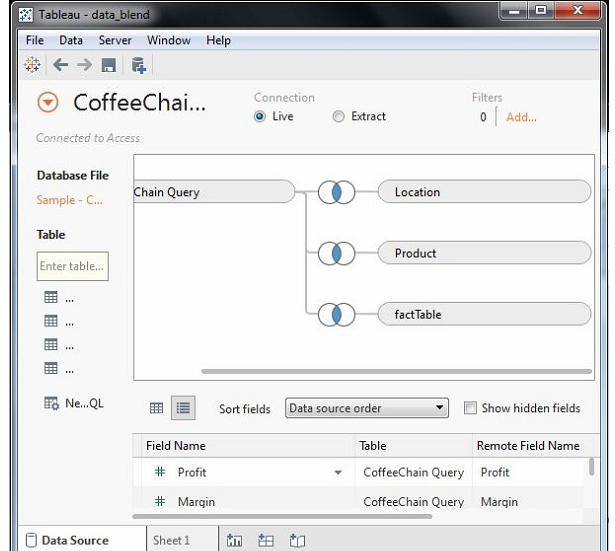 Tableau - data_blend
File Data Server Window Help
CoffeeChai...
Connection
Live Extract
Filters
0 Add...
Connected to Access
Database File
Sample - C...
Table
Enter table...
...
...
...
...
Ne...QL
Chain Query
Location
Product
factTable
Sort fields Data source order Show hidden fields
Field Name Table Remote Field Name
# Profit CoffeeChain Query Profit
# Margin CoffeeChain Query Margin
Data Source Sheet 1